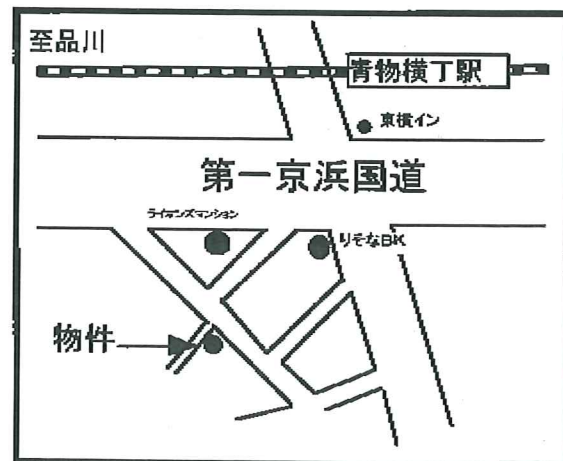 至品川
青物横丁駅
東横イン
第一京浜国道
ライオンズマンション
りそなBK
物件